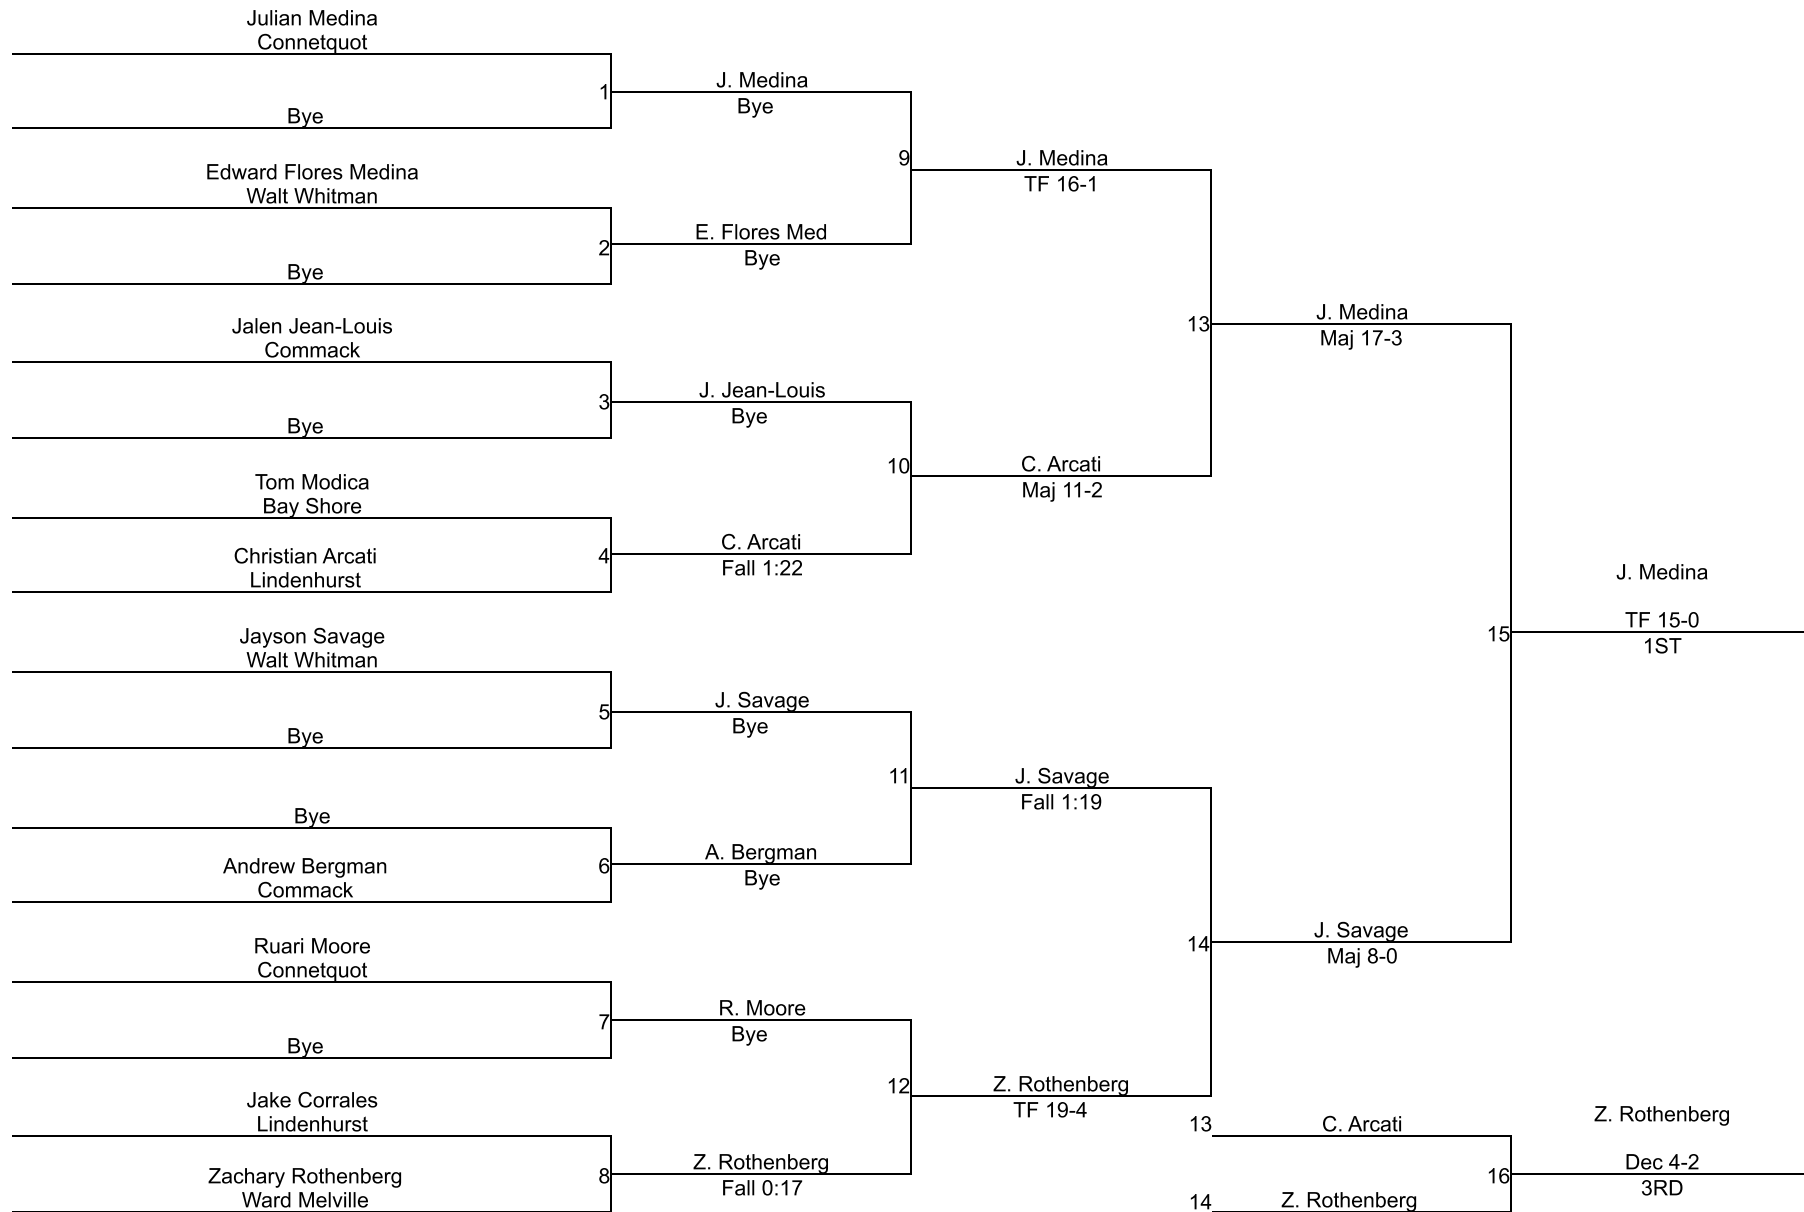 Julian Medina
Connetquot
1
Bye
J. Medina
Bye
Edward Flores Medina
Walt Whitman
2
Bye
E. Flores Med
Bye
9
J. Medina
TF 16-1
Jalen Jean-Louis
Commack
3
Bye
J. Jean-Louis
Bye
Tom Modica
Bay Shore
4
Christian Arcati
Lindenhurst
C. Arcati
Fall 1:22
10
C. Arcati
Maj 11-2
13
J. Medina
Maj 17-3
Jayson Savage
Walt Whitman
5
Bye
J. Savage
Bye
Bye
6
Andrew Bergman
Commack
A. Bergman
Bye
11
J. Savage
Fall 1:19
Ruari Moore
Connetquot
7
Bye
R. Moore
Bye
Jake Corrales
Lindenhurst
8
Zachary Rothenberg
Ward Melville
Z. Rothenberg
Fall 0:17
12
Z. Rothenberg
TF 19-4
14
J. Savage
Maj 8-0
15
J. Medina
TF 15-0
1ST
13
C. Arcati
14
Z. Rothenberg
16
Z. Rothenberg
Dec 4-2
3RD